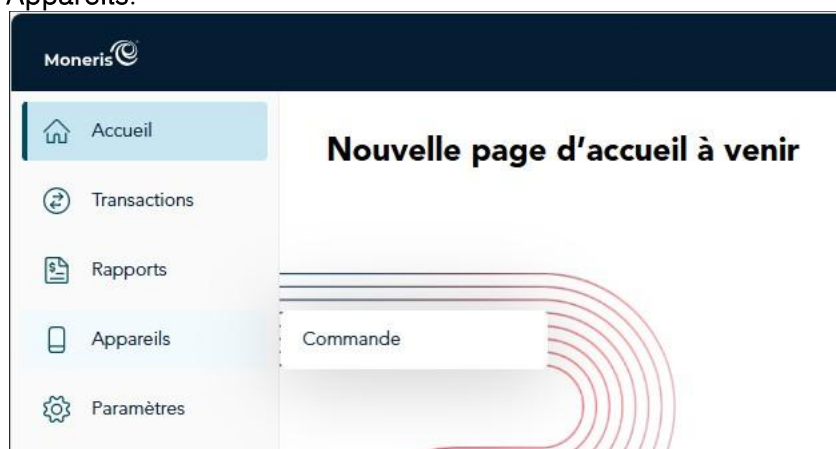 Appareils.
Moneris
Accueil
Nouvelle page d’accueil à venir
Transactions
Rapports
Appareils
Commande
Paramètres